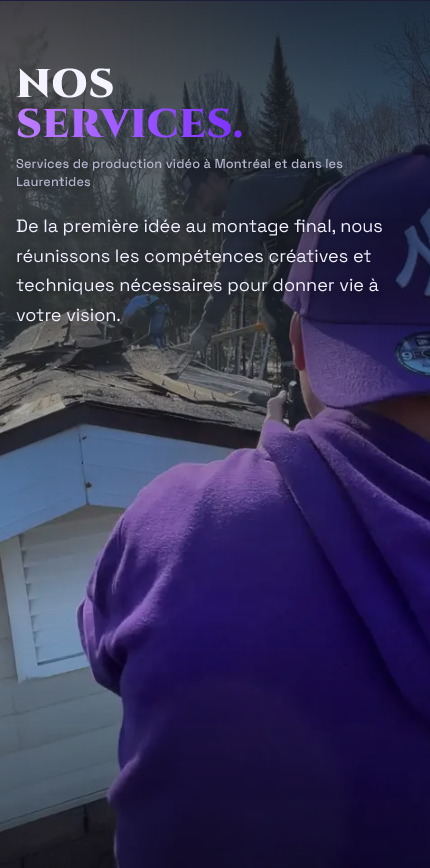 NOS
SERVICES.
Services de production vidéo à Montréal et dans les
Laurentides
De la première idée au montage final, nous
réunissons les compétences créatives et
techniques nécessaires pour donner vie à
votre vision.